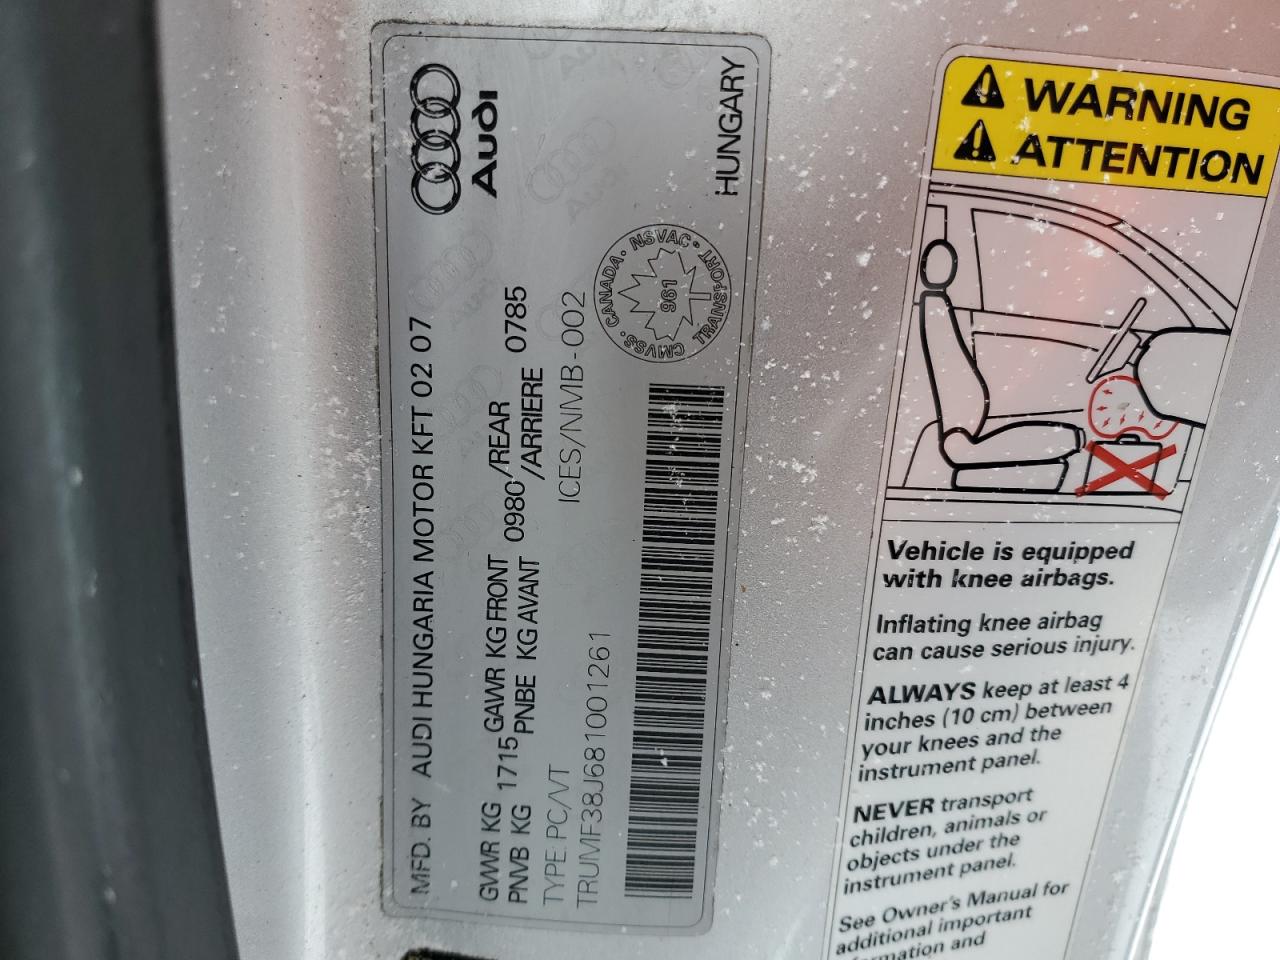 Audi
HUNGARY
MFD. BY AUDI HUNGARIA MOTOR KFT 02 07
GVWR KG 1715 GAWR KG FRONT 0980/REAR 0785
PNVB KG PNBE KG AVANT /ARRIERE
TYPE: PC/VT ICES/NMB-002
TRUMF38J681001261
CMVSS. CANADA. NSVAC. TRANSPORT
961
WARNING
ATTENTION
Vehicle is equipped
with knee airbags.
Inflating knee airbag
can cause serious injury.
ALWAYS keep at least 4
inches (10 cm) between
your knees and the
instrument panel.
NEVER transport
children, animals or
objects under the
instrument panel.
See Owner's Manual for
additional important
and